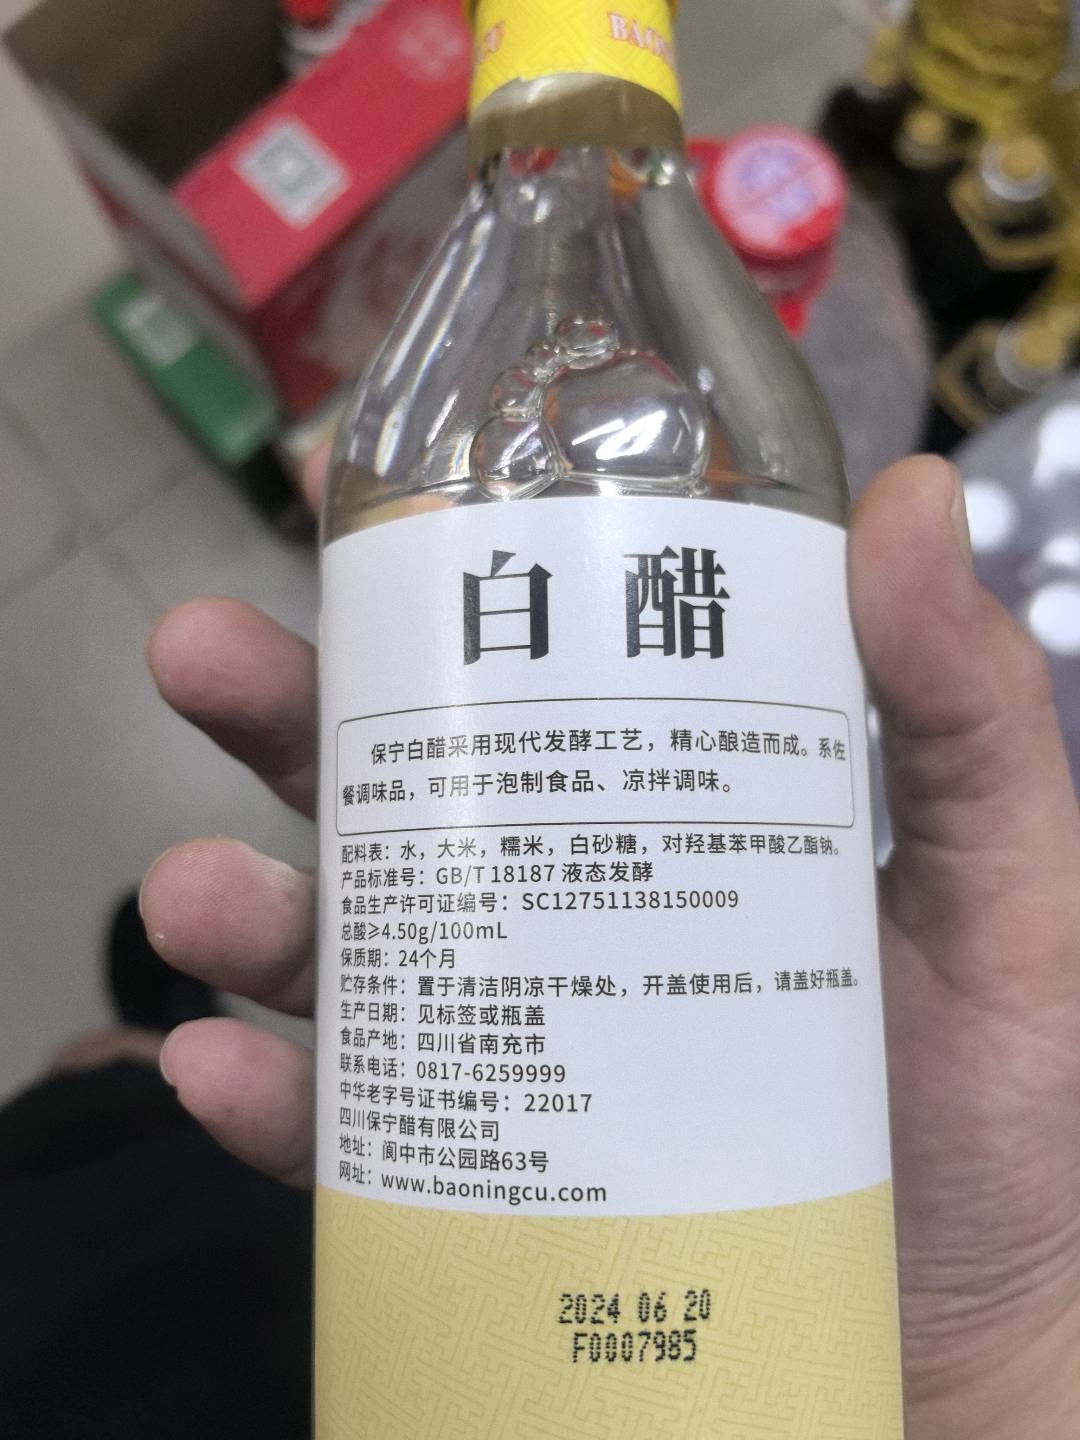 CU
BAON
白 醋
保宁白醋采用现代发酵工艺，精心酿造而成。系佐
餐调味品，可用于泡制食品、凉拌调味。
配料表：水，大米，糯米，白砂糖，对羟基苯甲酸乙酯钠。
产品标准号：GB/T 18187 液态发酵
食品生产许可证编号：SC12751138150009
总酸≥4.50g/100mL
保质期：24个月
贮存条件：置于清洁阴凉干燥处，开盖使用后，请盖好瓶盖。
生产日期：见标签或瓶盖
食品产地：四川省南充市
联系电话：0817-6259999
中华老字号证书编号：22017
四川保宁醋有限公司
地址：阆中市公园路63号
网址：www.baoningcu.com
2024 06 20
F0007985